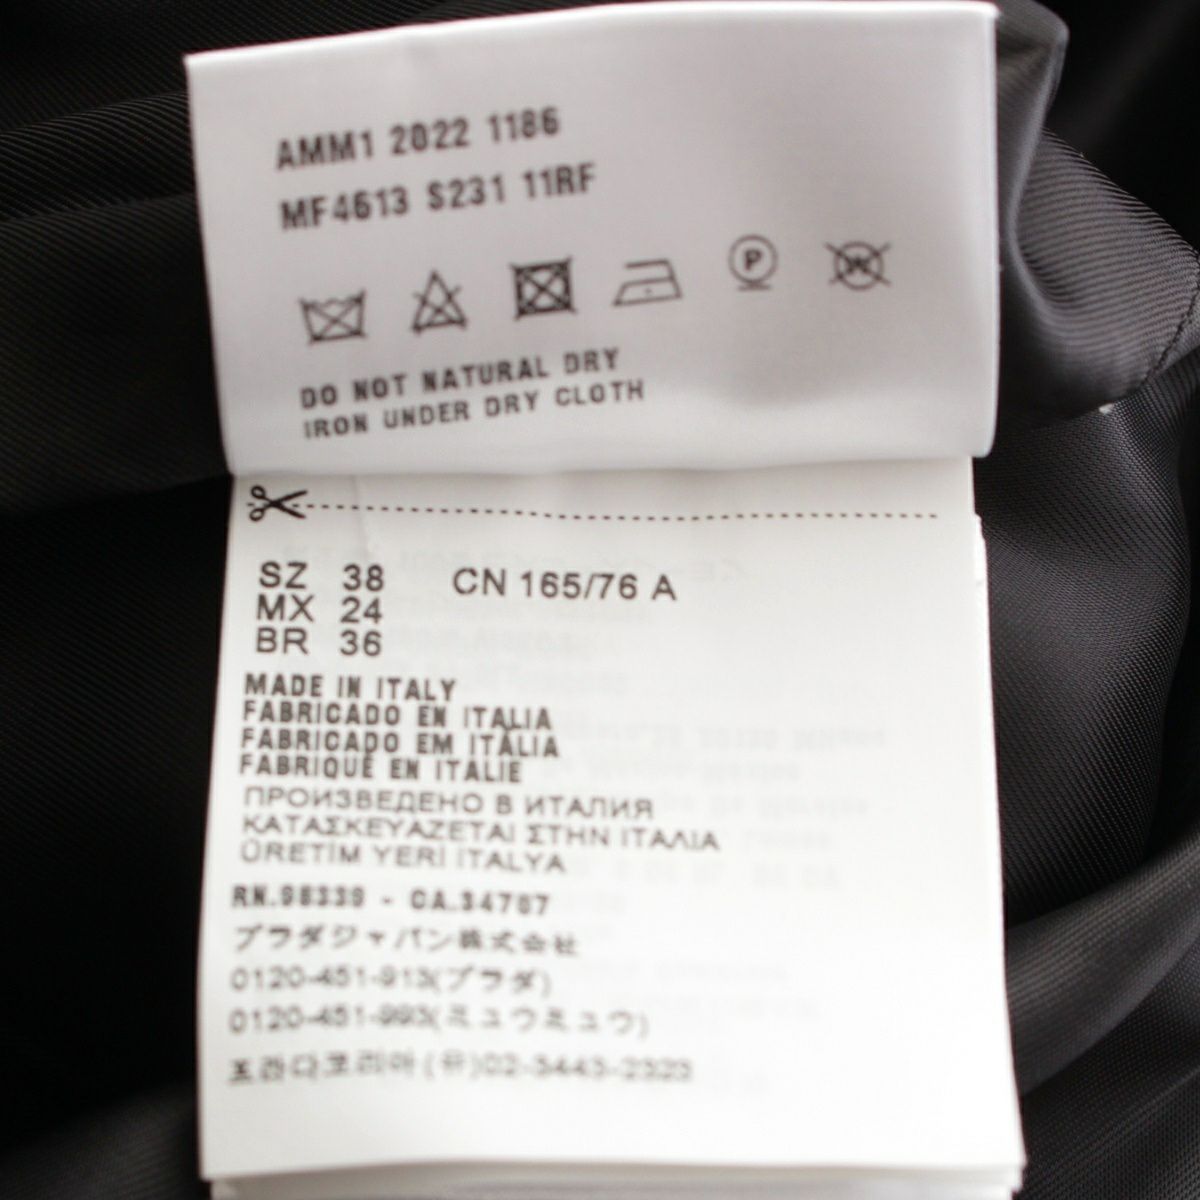 AMM1 2022 1186
MF4613 S231 11RF
P
W
DO NOT NATURAL DRY
IRON UNDER DRY CLOTH
SZ 38 CN 165/76 A
MX 24
BR 36
MADE IN ITALY
FABRICADO EN ITALIA
FABRICADO EM ITÁLIA
FABRIQUÉ EN ITALIE
ПРОИЗВЕДЕНО В ИТАЛИЯ
ΚΑΤΑΣΚΕΥΑΖΕΤΑΙ ΣΤΗΝ ΙΤΑΛΙΑ
ÜRETİM YERİ İTALYA
RN.98339 - CA.34787
プラダジャパン株式会社
0120-451-913(プラダ)
0120-451-993(ミュウミュウ)
프라다코리아(유)02-3443-2323